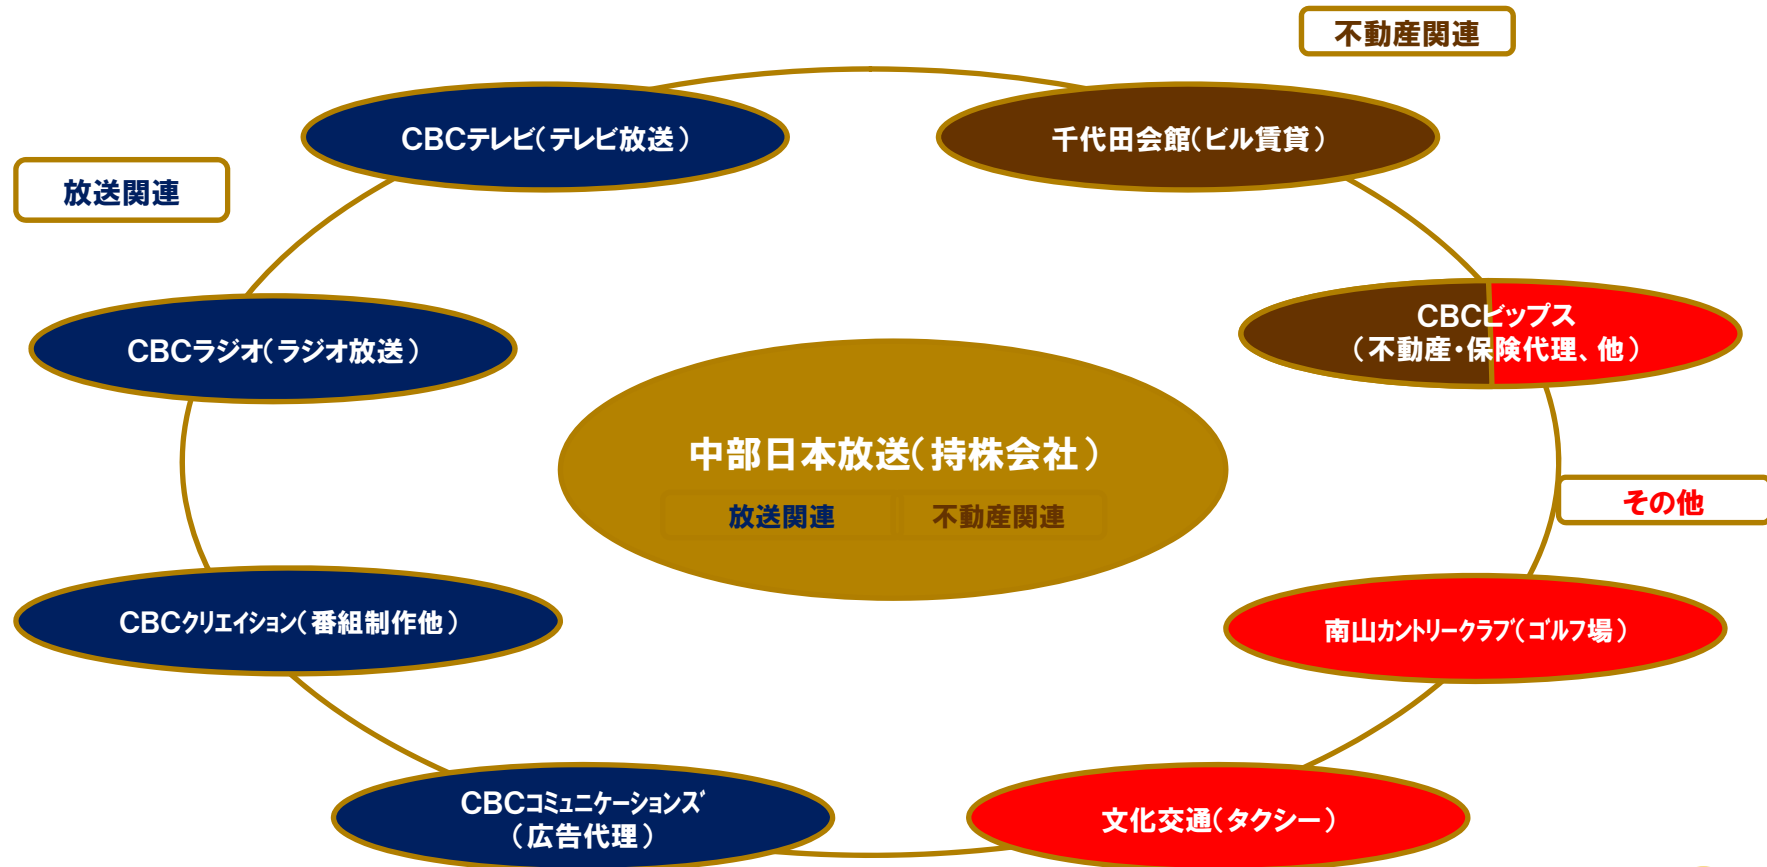 不動産関連
CBCテレビ(テレビ放送)
千代田会館(ビル賃貸)
放送関連
CBCラジオ(ラジオ放送)
CBCビップス
(不動産・保険代理、他)
中部日本放送(持株会社)
放送関連 不動産関連
その他
CBCクリエイション(番組制作他)
南山カントリークラブ(ゴルフ場)
CBCコミュニケーションズ
(広告代理)
文化交通(タクシー)